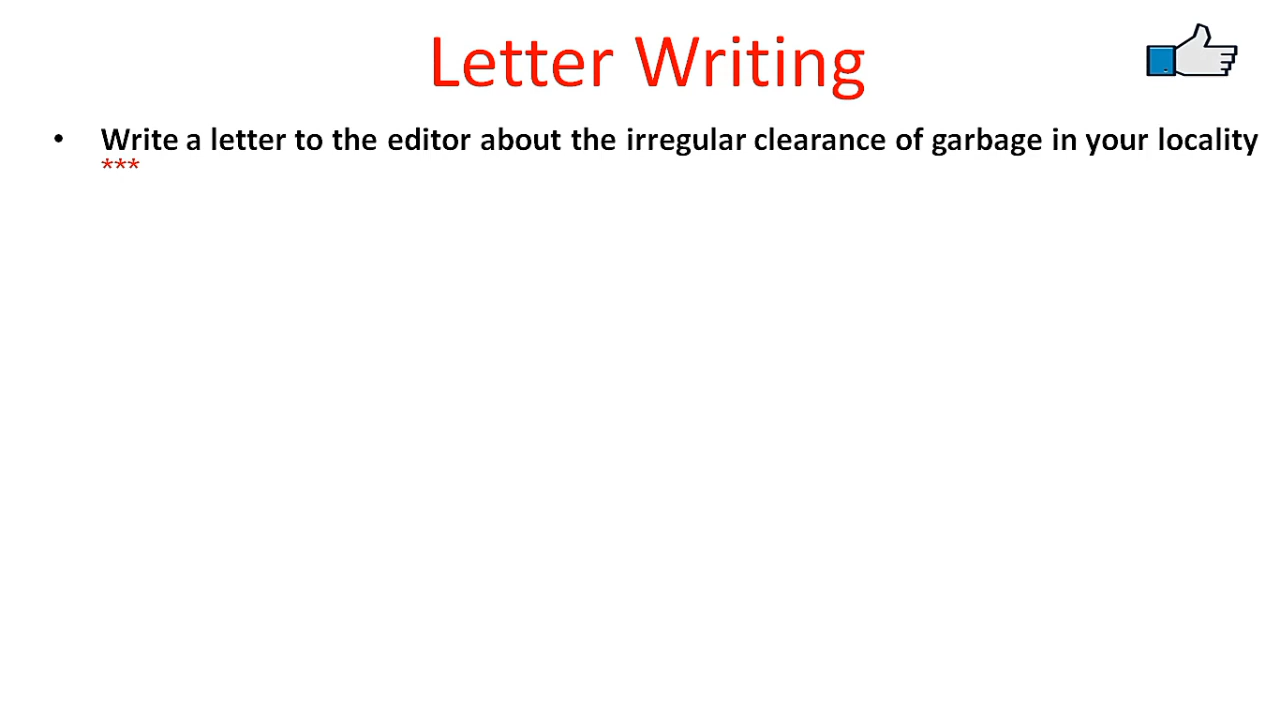 Letter Writing
• Write a letter to the editor about the irregular clearance of garbage in your locality
***